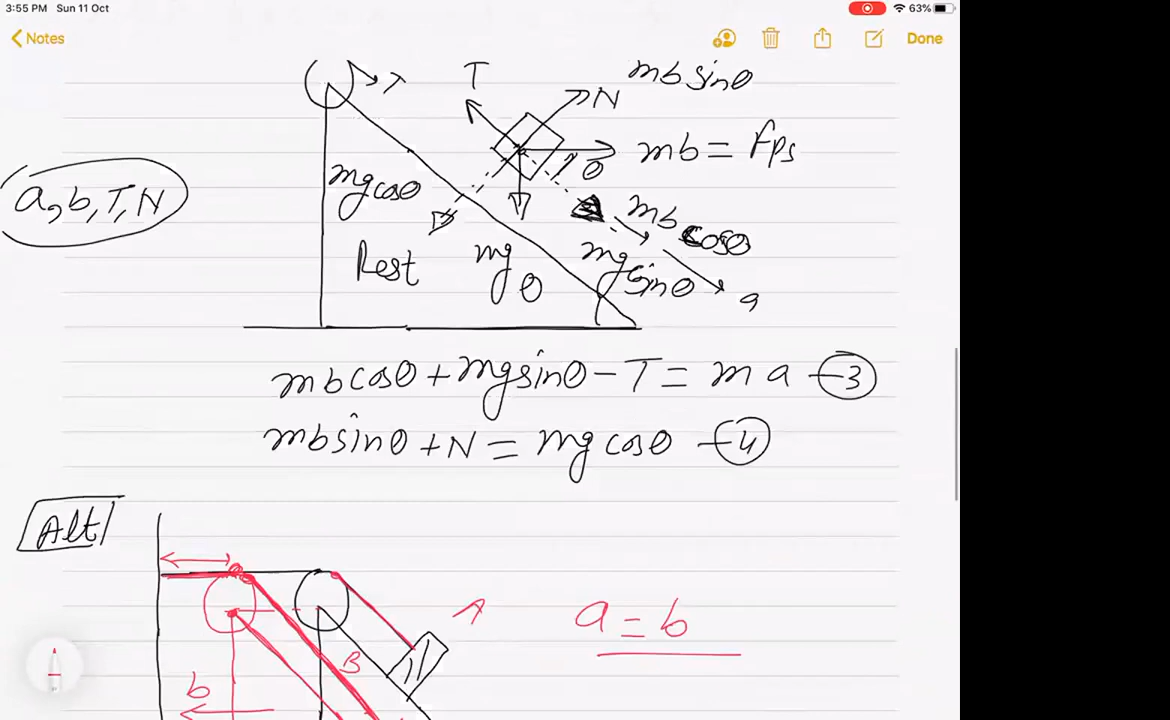 3:55 PM Sun 11 Oct
63%
Notes
Done
T
T
N
mb sinθ
mb = Fps
θ
a, b, T, N
mg cosθ
mb cosθ
Rest
mg
θ
mg sinθ
a
mb cosθ + mg sinθ - T = m a - 3
mb sinθ + N = mg cosθ - 4
Alt
a = b
B
b